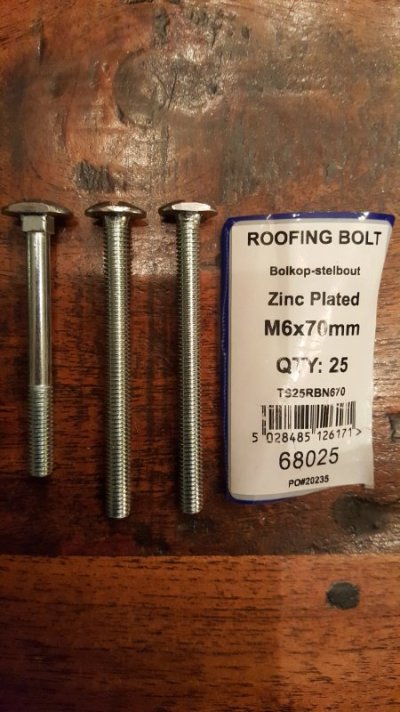 ROOFING BOLT
Bolkop-stelbout
Zinc Plated
M6x70mm
QTY: 25
TS25RBN670
5 028485 126171 >
68025
PO#20235